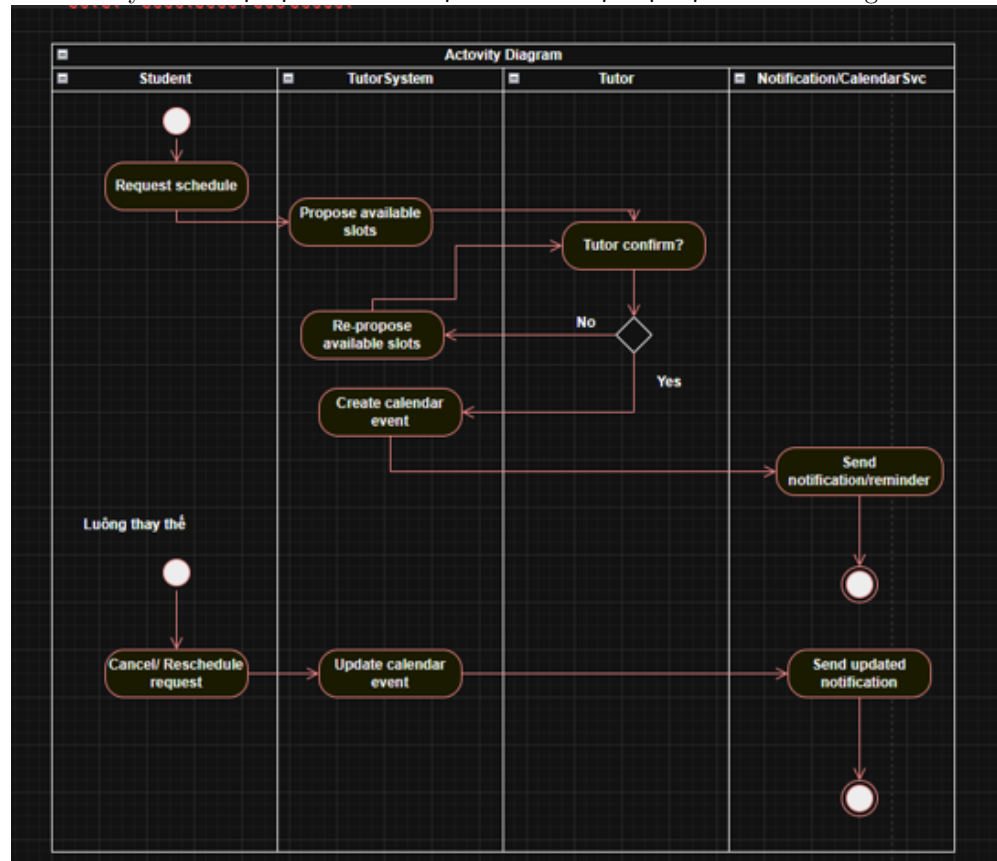 Actovity Diagram
Student
TutorSystem
Tutor
Notification/CalendarSvc
Request schedule
Propose available
slots
Tutor confirm?
No
Re-propose
available slots
Yes
Create calendar
event
Send
notification/reminder
Luông thay thế
Cancel/ Reschedule
request
Update calendar
event
Send updated
notification